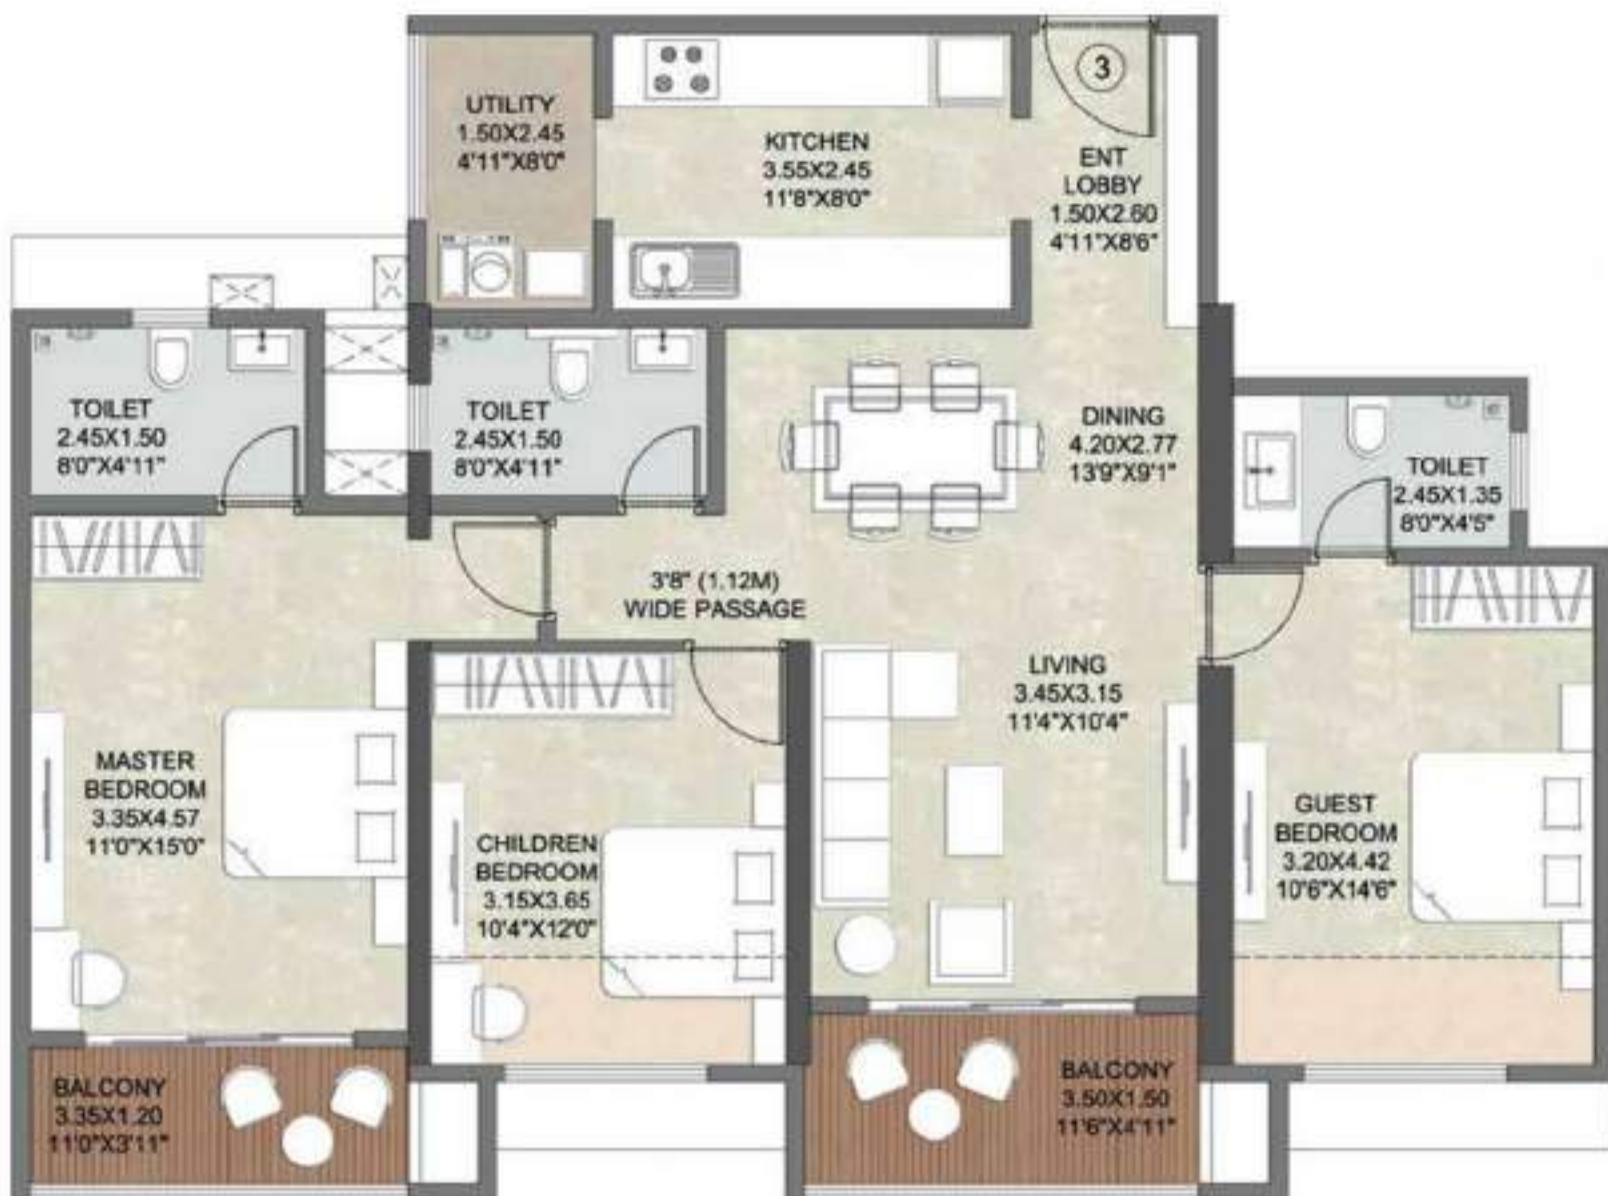 3
UTILITY
1.50X2.45
4'11"X8'0"
KITCHEN
3.55X2.45
11'8"X8'0"
ENT
LOBBY
1.50X2.60
4'11"X8'6"
TOILET
2.45X1.50
8'0"X4'11"
TOILET
2.45X1.50
8'0"X4'11"
DINING
4.20X2.77
13'9"X9'1"
TOILET
2.45X1.35
8'0"X4'5"
3'8" (1.12M)
WIDE PASSAGE
LIVING
3.45X3.15
11'4"X10'4"
MASTER
BEDROOM
3.35X4.57
11'0"X15'0"
CHILDREN
BEDROOM
3.15X3.65
10'4"X12'0"
GUEST
BEDROOM
3.20X4.42
10'6"X14'6"
BALCONY
3.35X1.20
11'0"X3'11"
BALCONY
3.50X1.50
11'6"X4'11"